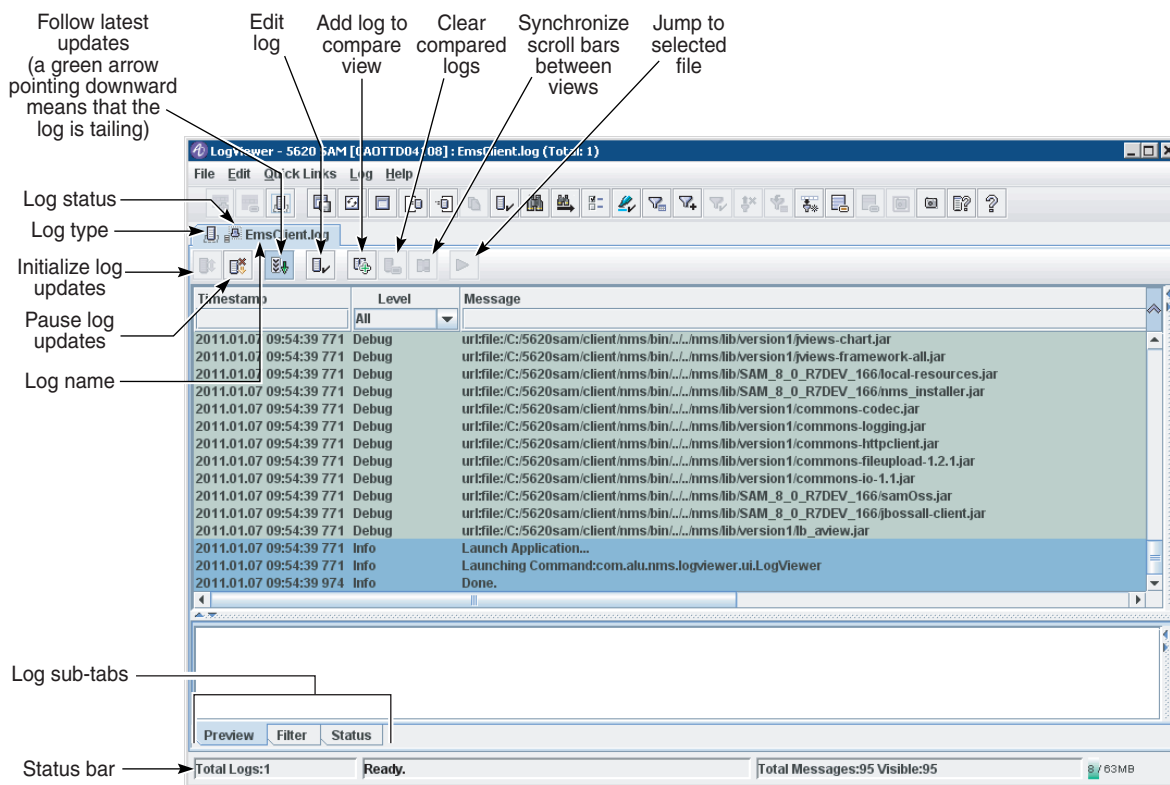 Follow latest
updates
(a green arrow
pointing downward
means that the
log is tailing)
Edit
log
Add log to
compare
view
Clear
compared
logs
Synchronize
scroll bars
between
views
Jump to
selected
file
Log status
Log type
Initialize log
updates
Pause log
updates
Log name
Log sub-tabs
Status bar
LogViewer - 5620 SAM [CAOTTD04108] : EmsClient.log (Total: 1)
File Edit Quick Links Log Help
EmsClient.log
Timestamp Level Message
All
2011.01.07 09:54:39 771 Debug url:file:/C:/5620sam/client/nms/bin/../../nms/lib/version1/jviews-chart.jar
2011.01.07 09:54:39 771 Debug url:file:/C:/5620sam/client/nms/bin/../../nms/lib/version1/jviews-framework-all.jar
2011.01.07 09:54:39 771 Debug url:file:/C:/5620sam/client/nms/bin/../../nms/lib/SAM_8_0_R7DEV_166/local-resources.jar
2011.01.07 09:54:39 771 Debug url:file:/C:/5620sam/client/nms/bin/../../nms/lib/SAM_8_0_R7DEV_166/nms_installer.jar
2011.01.07 09:54:39 771 Debug url:file:/C:/5620sam/client/nms/bin/../../nms/lib/version1/commons-codec.jar
2011.01.07 09:54:39 771 Debug url:file:/C:/5620sam/client/nms/bin/../../nms/lib/version1/commons-logging.jar
2011.01.07 09:54:39 771 Debug url:file:/C:/5620sam/client/nms/bin/../../nms/lib/version1/commons-httpclient.jar
2011.01.07 09:54:39 771 Debug url:file:/C:/5620sam/client/nms/bin/../../nms/lib/version1/commons-fileupload-1.2.1.jar
2011.01.07 09:54:39 771 Debug url:file:/C:/5620sam/client/nms/bin/../../nms/lib/version1/commons-io-1.1.jar
2011.01.07 09:54:39 771 Debug url:file:/C:/5620sam/client/nms/bin/../../nms/lib/SAM_8_0_R7DEV_166/samOss.jar
2011.01.07 09:54:39 771 Debug url:file:/C:/5620sam/client/nms/bin/../../nms/lib/SAM_8_0_R7DEV_166/jbossall-client.jar
2011.01.07 09:54:39 771 Debug url:file:/C:/5620sam/client/nms/bin/../../nms/lib/version1/lb_aview.jar
2011.01.07 09:54:39 771 Info Launch Application...
2011.01.07 09:54:39 771 Info Launching Command:com.alu.nms.logviewer.ui.LogViewer
2011.01.07 09:54:39 974 Info Done.
Preview Filter Status
Total Logs:1 Ready. Total Messages:95 Visible:95 8 / 63MB